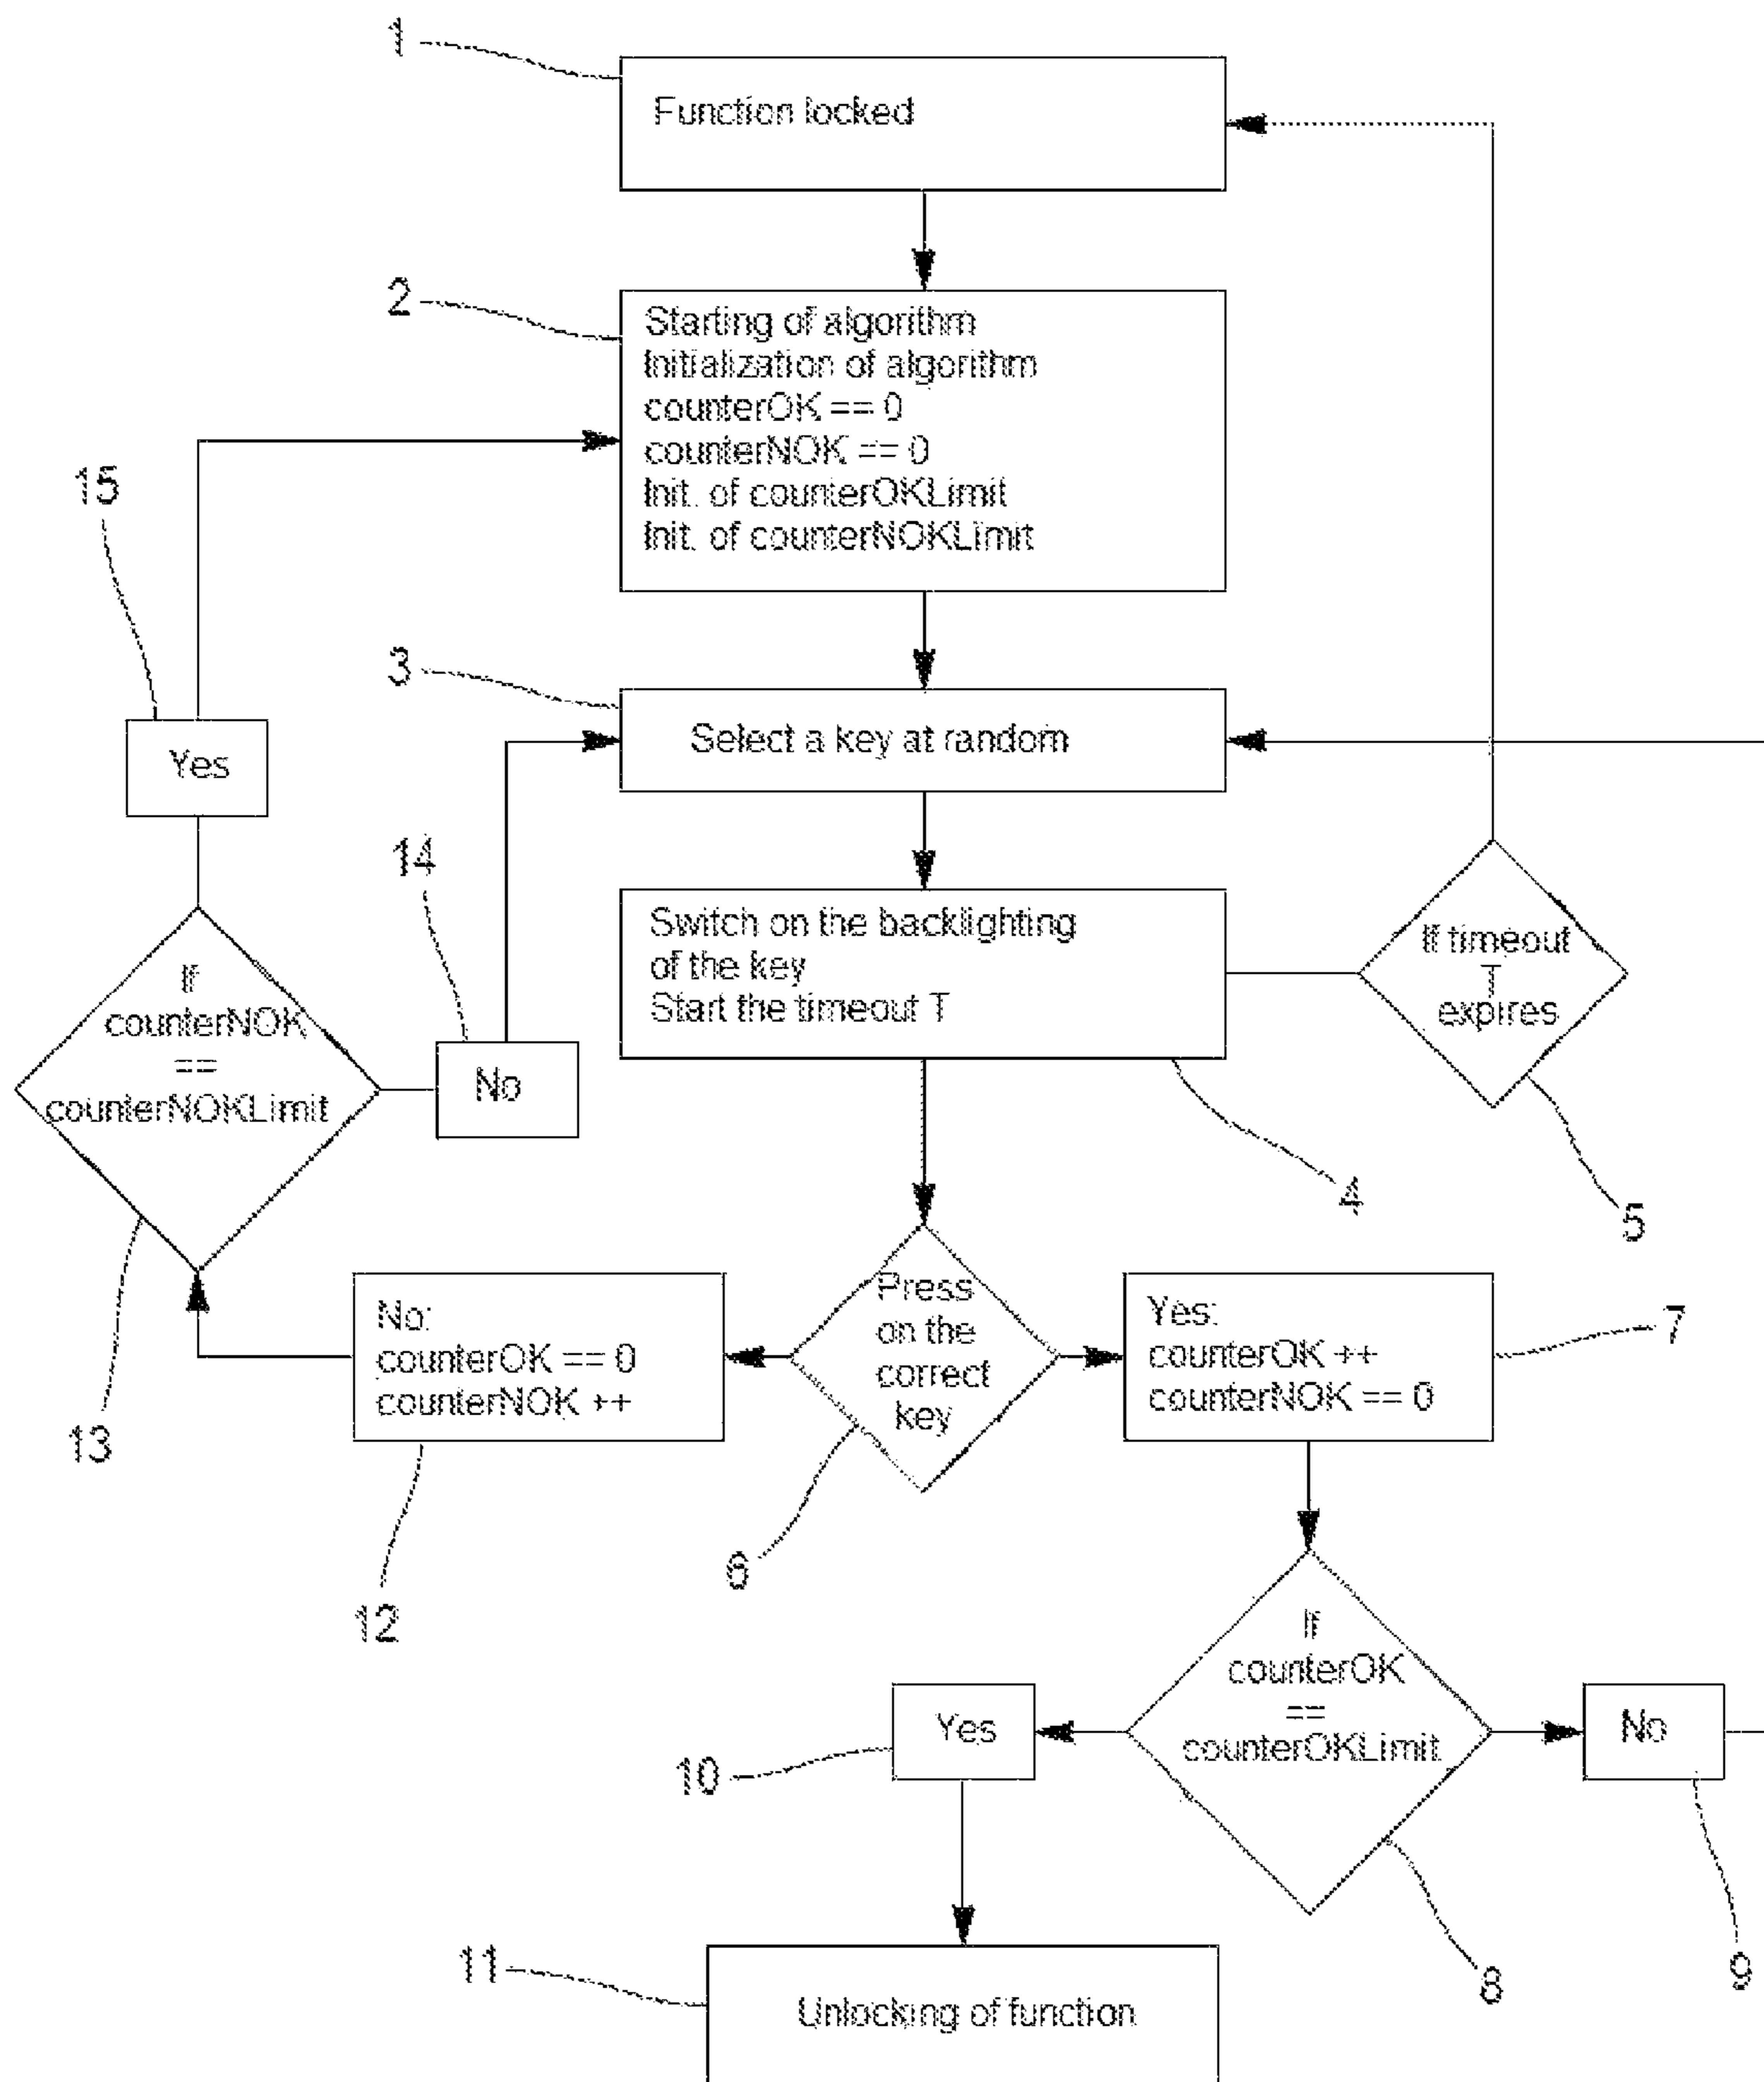 1
Function locked
2
Starting of algorithm
Initialization of algorithm
counterOK == 0
counterNOK == 0
Init. of counterOKLimit
Init. of counterNOKLimit
15
3
Select a key at random
Yes
14
Switch on the backlighting
of the key
Start the timeout T
If timeout
T
expires
If
counterNOK
==
counterNOKLimit
No
4
5
Press
on the
correct
key
No:
counterOK == 0
counterNOK ++
Yes:
counterOK ++
counterNOK == 0
7
13
6
12
If
counterOK
==
counterOKLimit
Yes
No
10
11
Unlocking of function
8
9